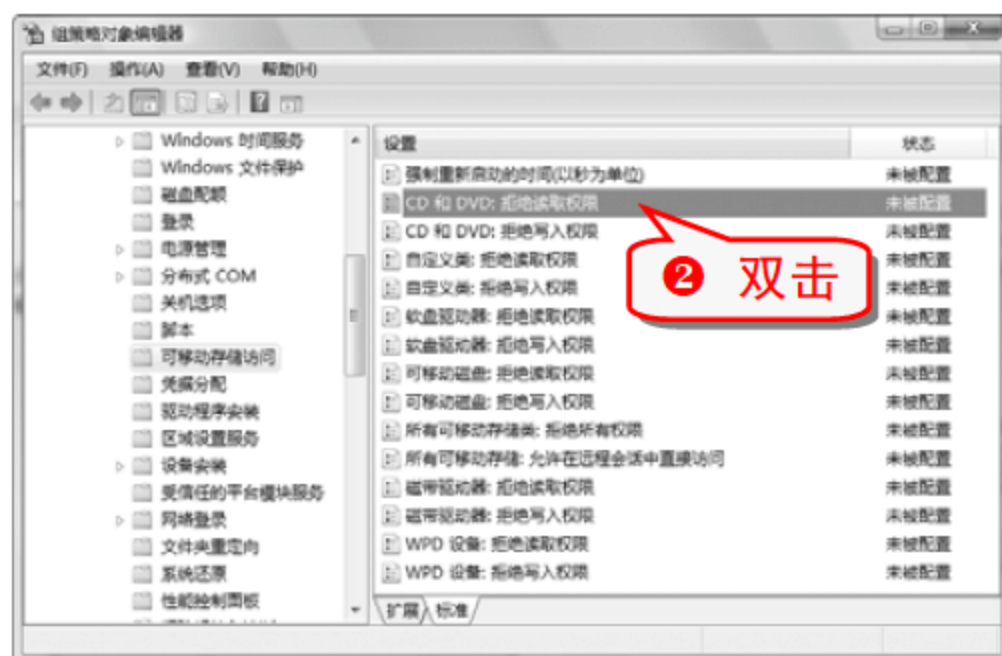 组策略对象编辑器
文件(F) 操作(A) 查看(V) 帮助(H)
Windows 时间服务
Windows 文件保护
磁盘配额
登录
电源管理
分布式 COM
关机选项
脚本
可移动存储访问
凭据分配
驱动程序安装
区域设置服务
设备安装
受信任的平台模块服务
网络登录
文件夹重定向
系统还原
性能控制面板
设置 状态
强制重新启动的时间(以秒为单位) 未被配置
CD 和 DVD: 拒绝读取权限 未被配置
CD 和 DVD: 拒绝写入权限 未被配置
自定义类: 拒绝读取权限 未被配置
自定义类: 拒绝写入权限 未被配置
软盘驱动器: 拒绝读取权限 未被配置
软盘驱动器: 拒绝写入权限 未被配置
可移动磁盘: 拒绝读取权限 未被配置
可移动磁盘: 拒绝写入权限 未被配置
所有可移动存储类: 拒绝所有权限 未被配置
所有可移动存储: 允许在远程会话中直接访问 未被配置
磁带驱动器: 拒绝读取权限 未被配置
磁带驱动器: 拒绝写入权限 未被配置
WPD 设备: 拒绝读取权限 未被配置
WPD 设备: 拒绝写入权限 未被配置
❷ 双击
扩展 标准